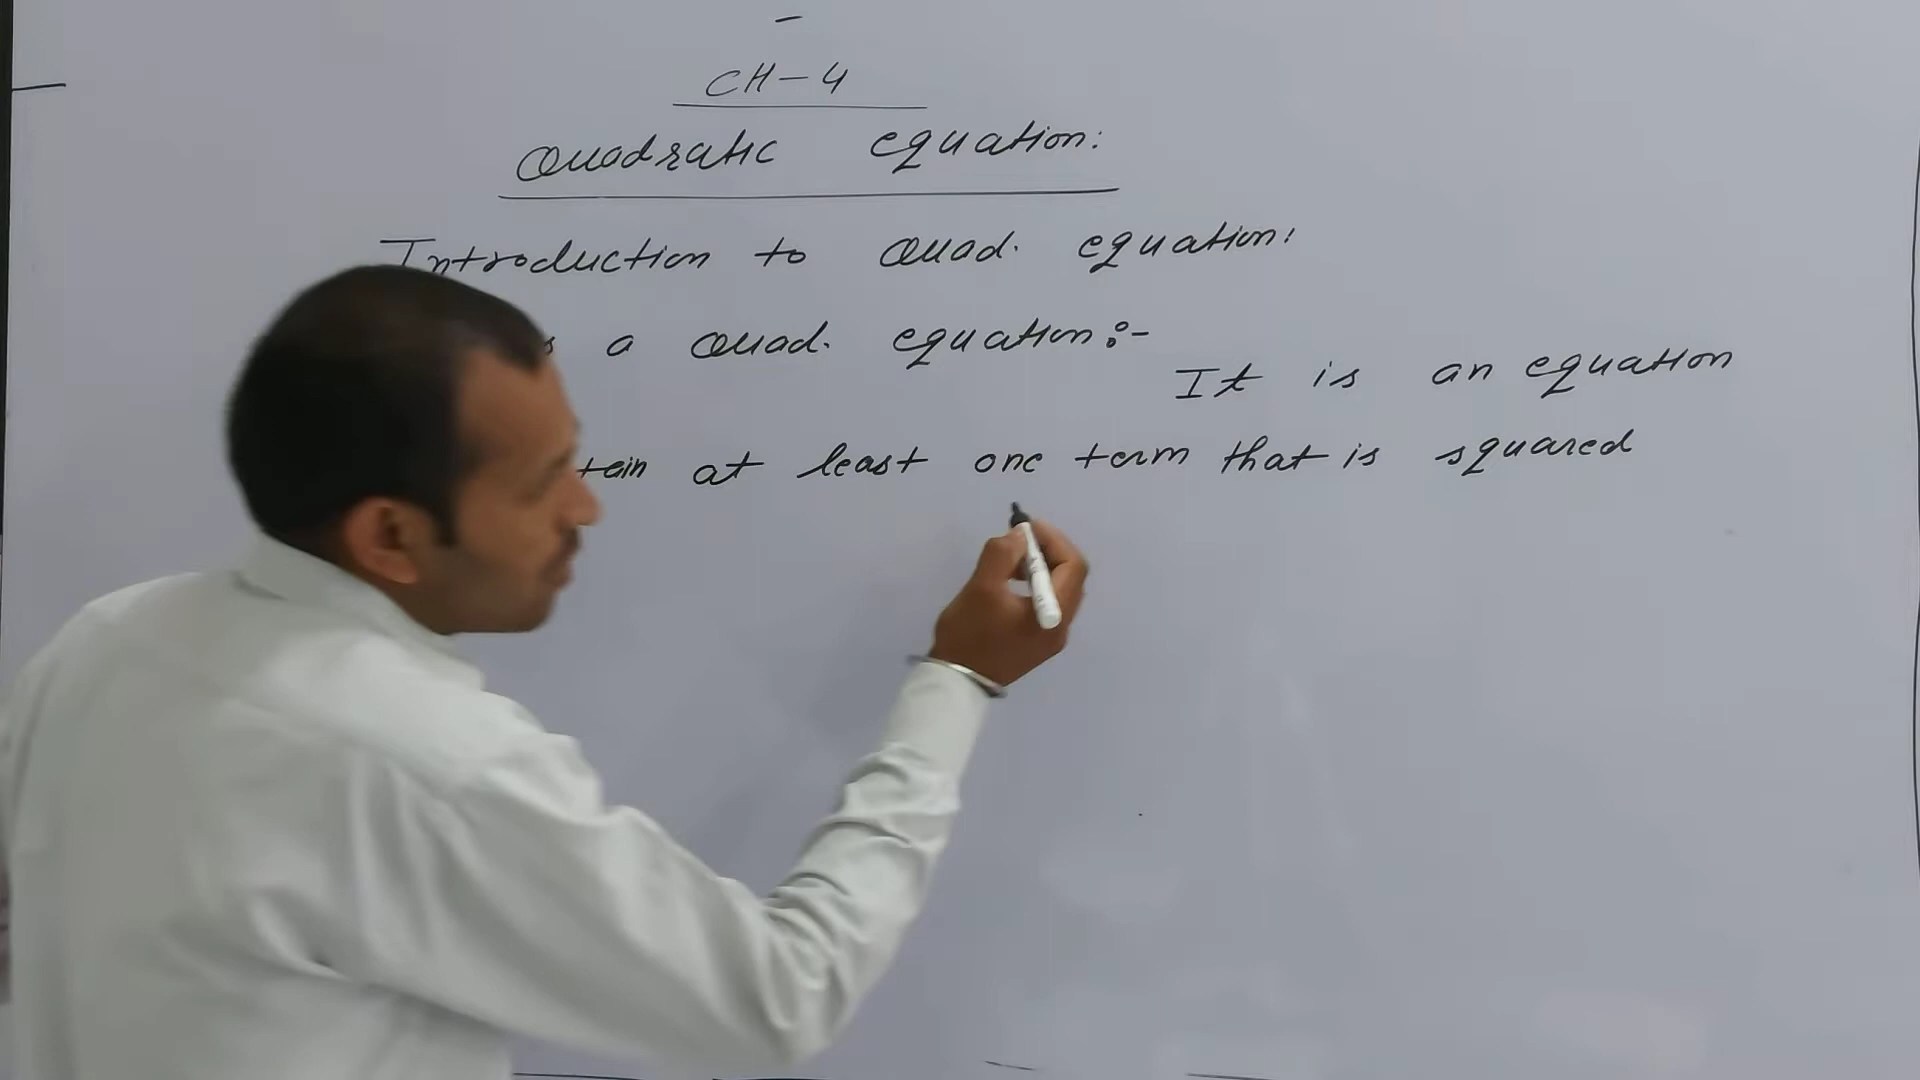 CH-4
Quadratic equation:
Introduction to Quad. equation:
a Quad. equation:-
It is an equation
at least one term that is squared